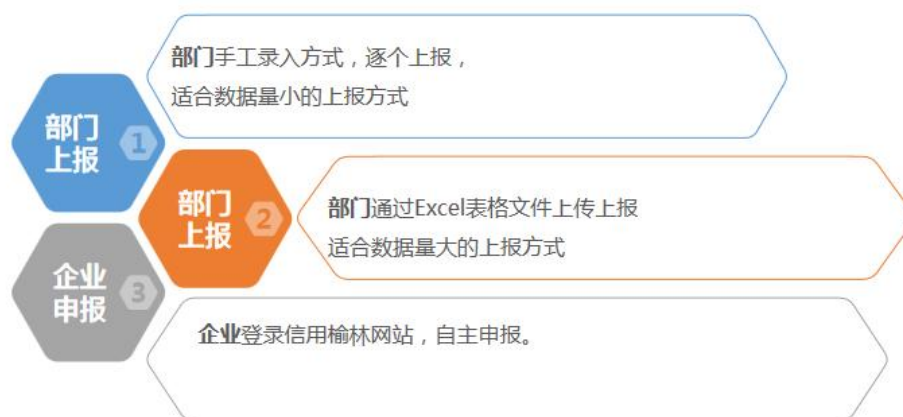 部门手工录入方式，逐个上报，
适合数据量小的上报方式
部门
上报
1
部门
上报
2
部门通过Excel表格文件上传上报
适合数据量大的上报方式
企业
申报
3
企业登录信用榆林网站，自主申报。